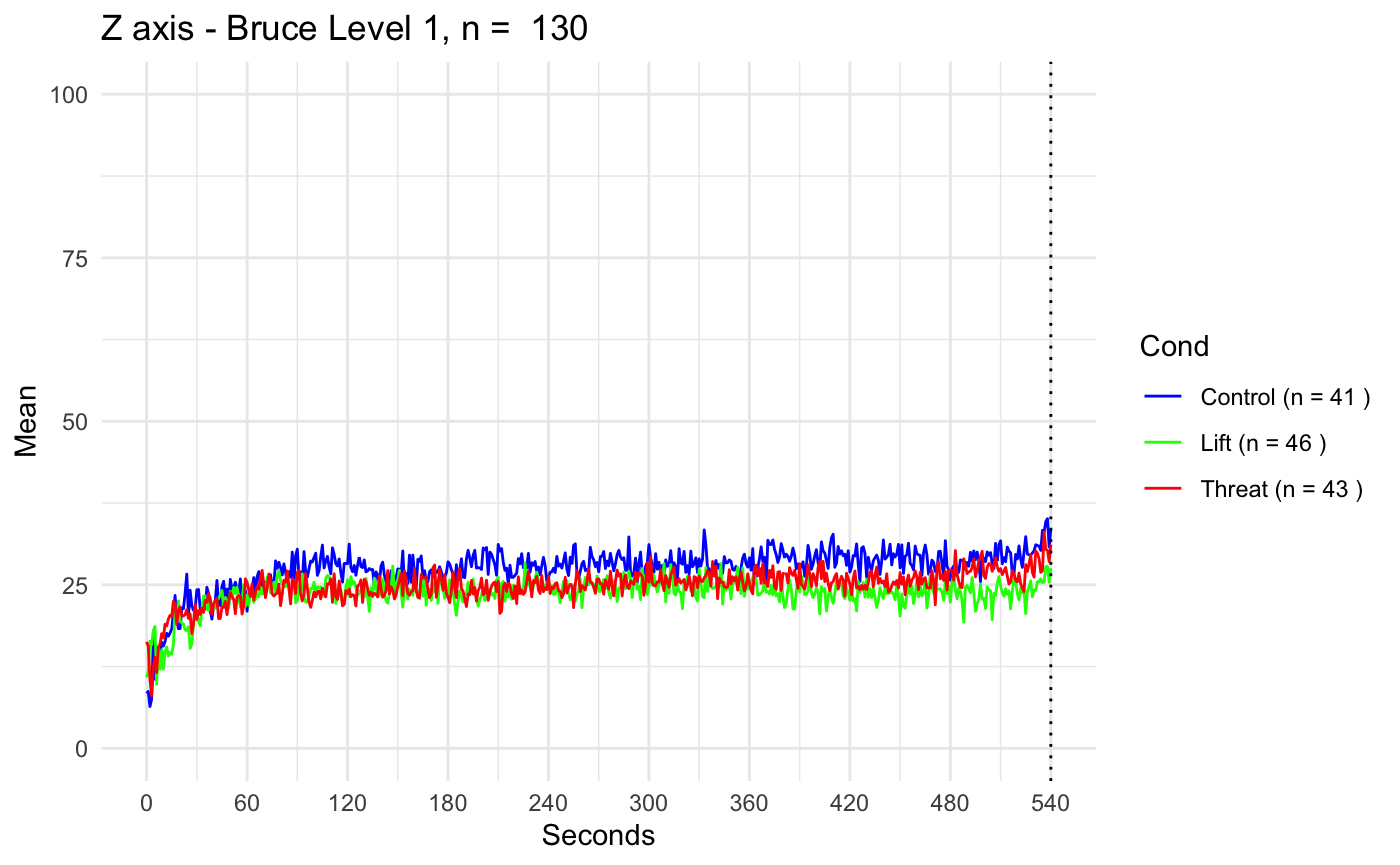 Z axis - Bruce Level 1, n =  130
100
75
50
25
0
Mean
0 60 120 180 240 300 360 420 480 540
Seconds
Cond
Control (n = 41 )
Lift (n = 46 )
Threat (n = 43 )